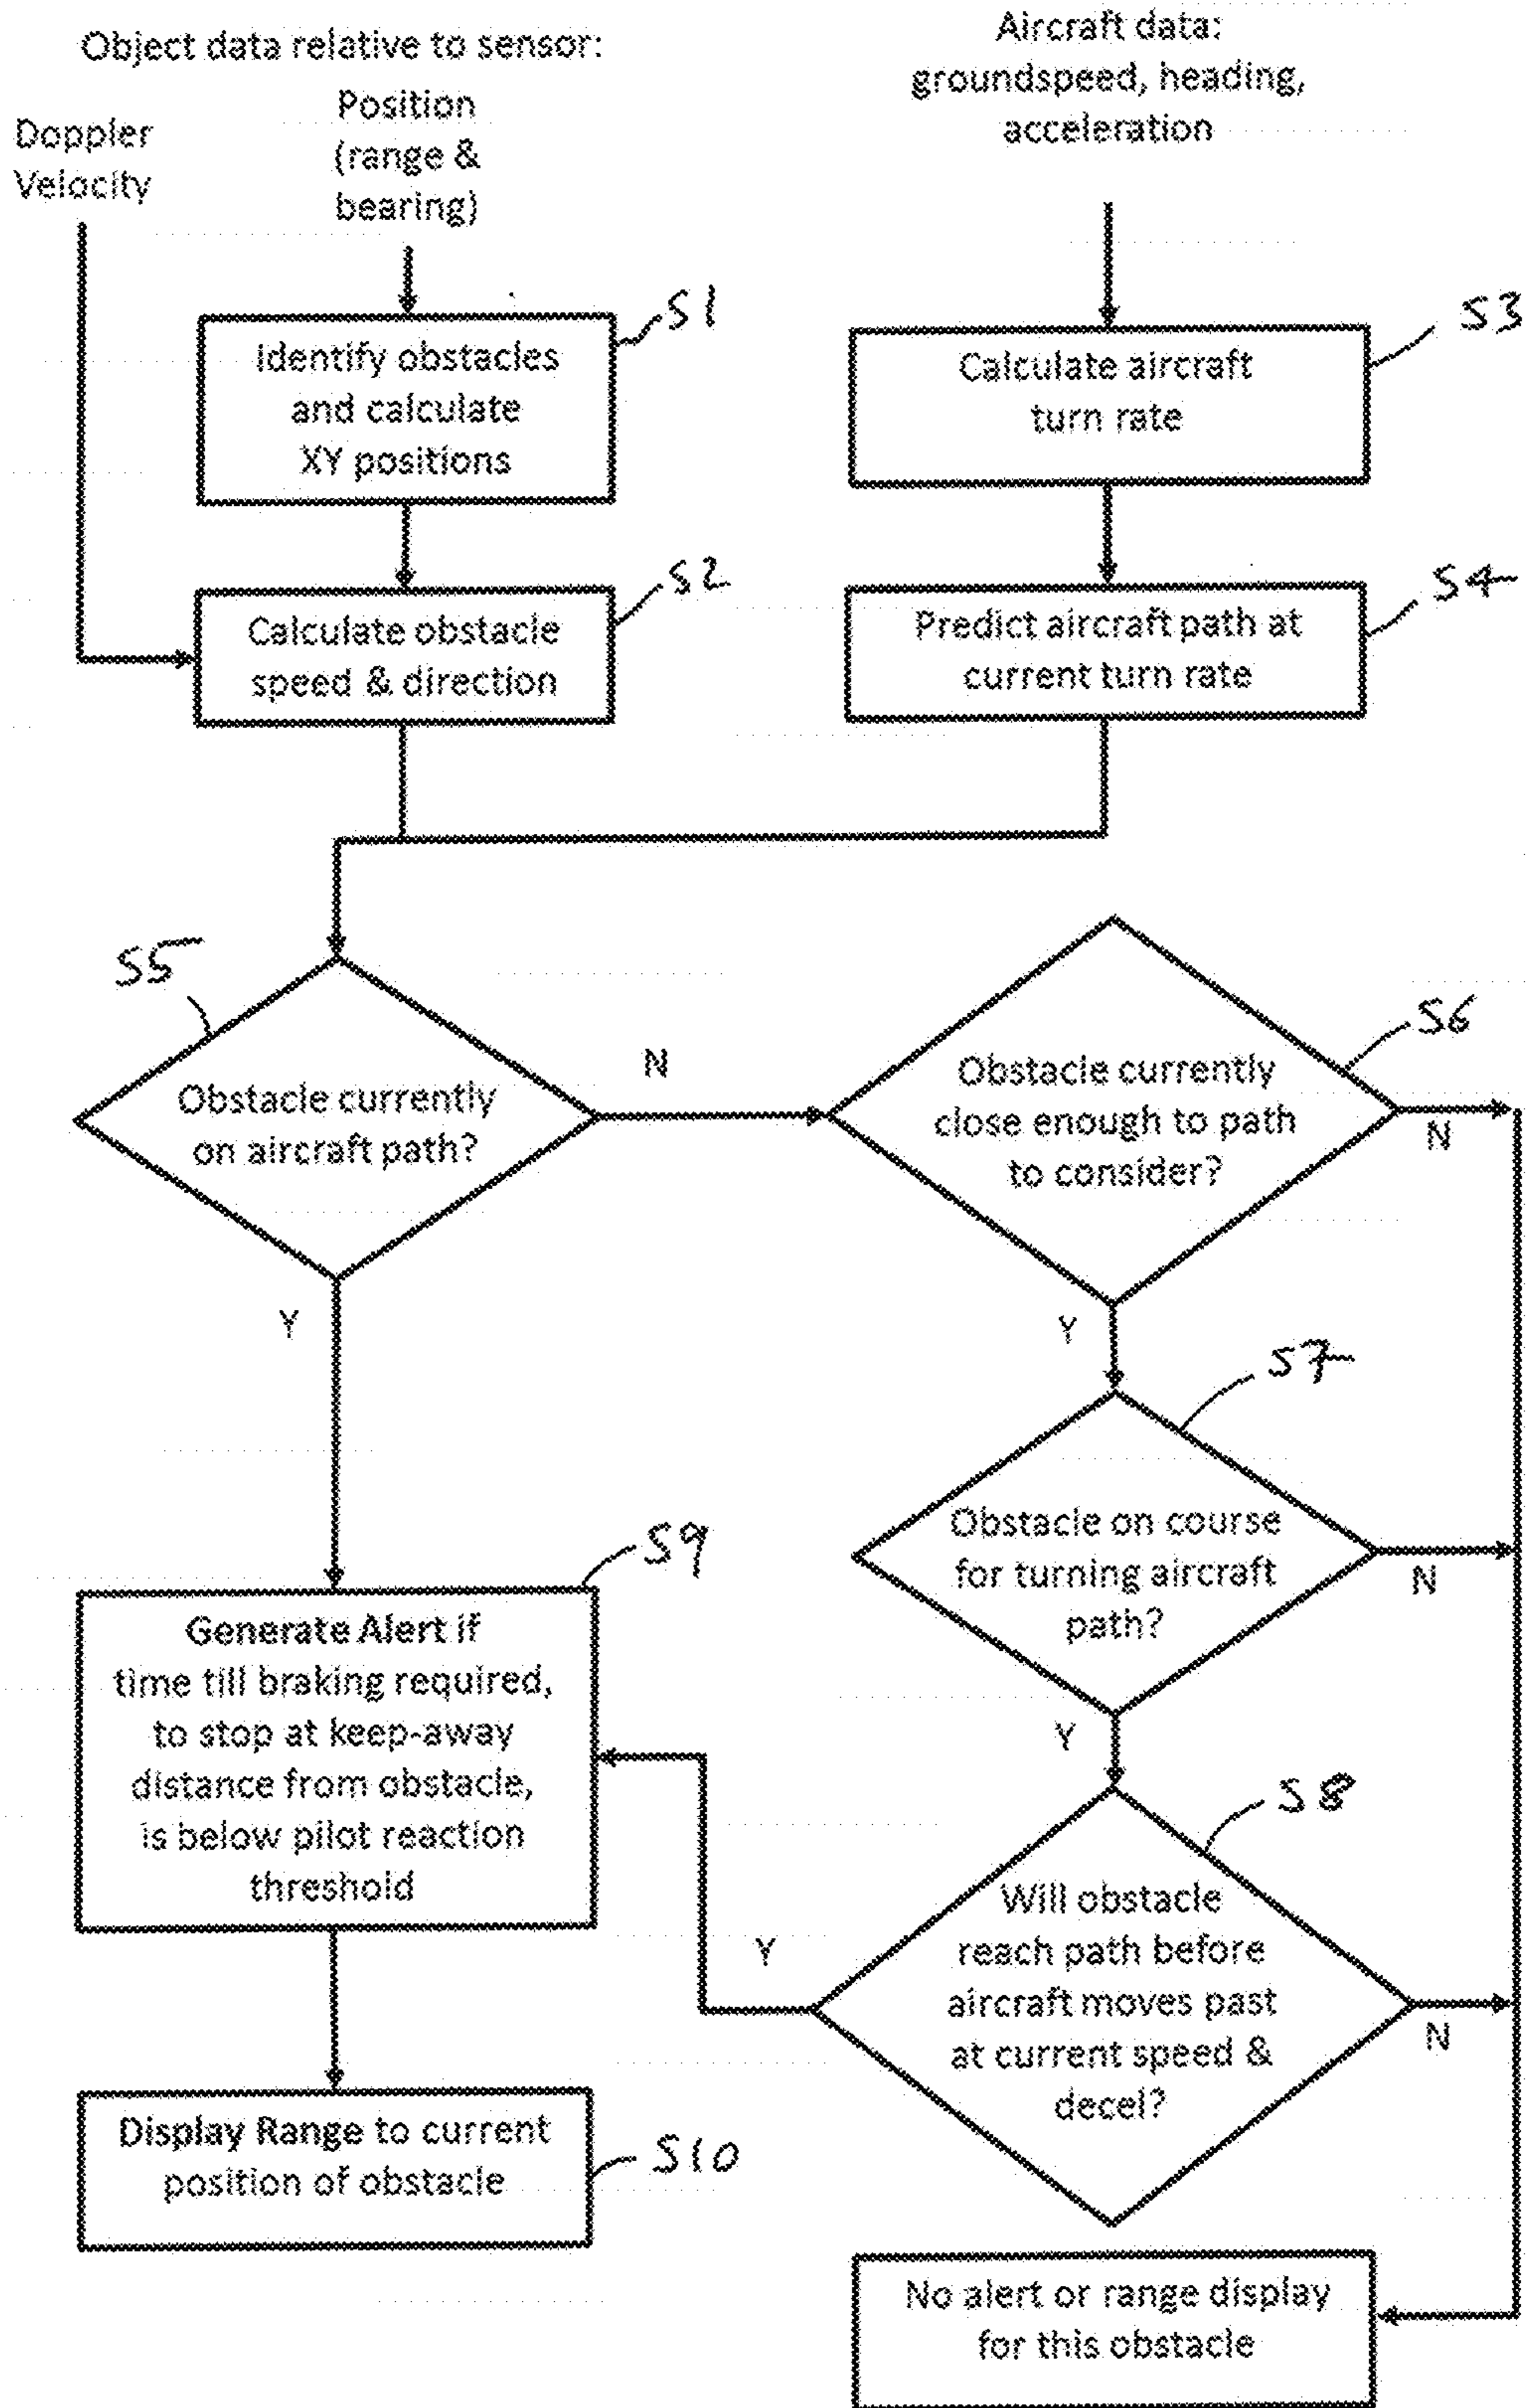 Object data relative to sensor:
Doppler
Velocity
Position
(range &
bearing)
Aircraft data:
groundspeed, heading,
acceleration
S1
Identify obstacles
and calculate
XY positions
S3
Calculate aircraft
turn rate
S2
Calculate obstacle
speed & direction
S4
Predict aircraft path at
current turn rate
S5
Obstacle currently
on aircraft path?
N
Y
S6
Obstacle currently
close enough to path
to consider?
N
Y
S7
Obstacle on course
for turning aircraft
path?
N
Y
S9
Generate Alert if
time till braking required,
to stop at keep-away
distance from obstacle,
is below pilot reaction
threshold
S8
Will obstacle
reach path before
aircraft moves past
at current speed &
decel?
Y
N
Display Range to current
position of obstacle
S10
No alert or range display
for this obstacle